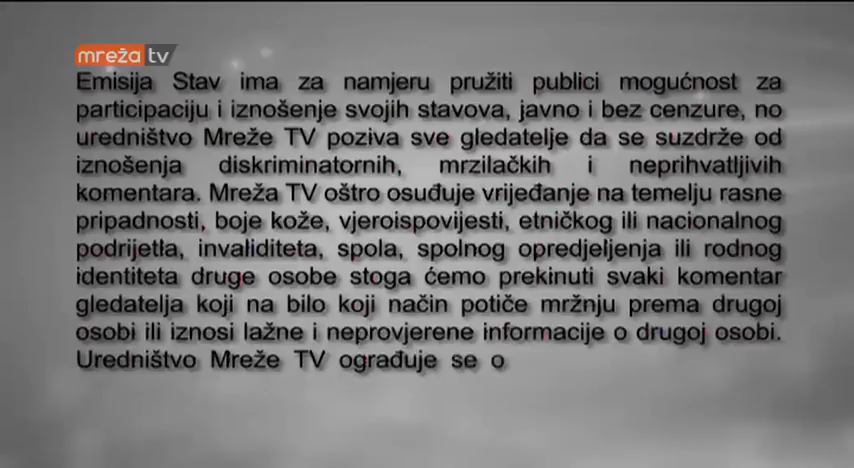 mreža tv
Emisija Stav ima za namjeru pružiti publici mogućnost za
participaciju i iznošenje svojih stavova, javno i bez cenzure, no
uredništvo Mreže TV poziva sve gledatelje da se suzdrže od
iznošenja diskriminatornih, mrzilačkih i neprihvatljivih
komentara. Mreža TV oštro osuđuje vrijeđanje na temelju rasne
pripadnosti, boje kože, vjeroispovijesti, etničkog ili nacionalnog
podrijetła, invaliditeta, spola, spolnog opredjeljenja ili rodnog
identiteta druge osobe stoga ćemo prekinuti svaki komentar
gledatelja koji na bilo koji način potiče mržnju prema drugoj
osobi ili iznosi lažne i neprovjerene informacije o drugoj osobi.
Uredništvo Mreže TV ograđuje se o